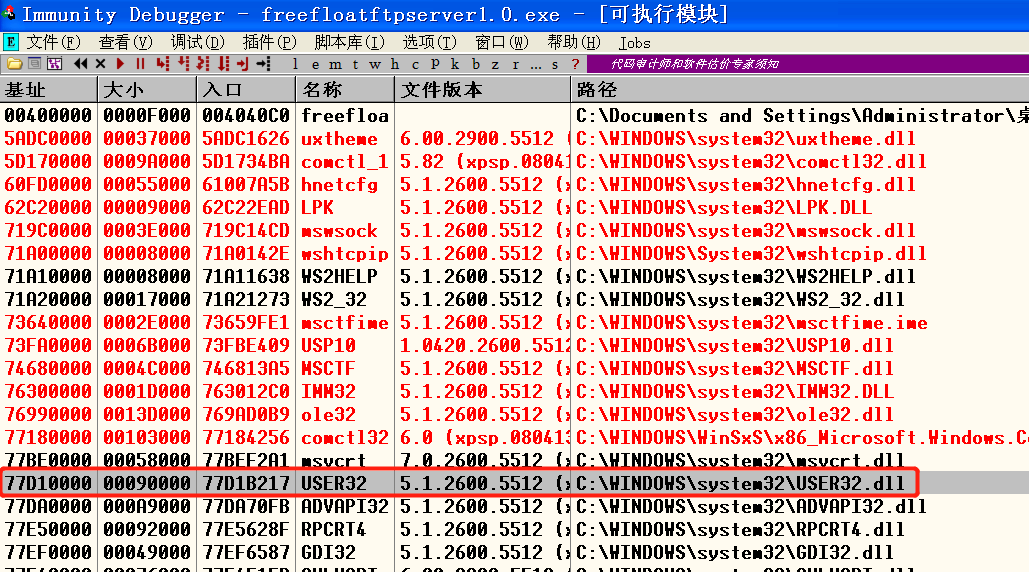 Immunity Debugger - freefloatftpserver1.0.exe - [可执行模块]
E 文件(F) 查看(V) 调试(D) 插件(P) 脚本库(I) 选项(T) 窗口(W) 帮助(H) Jobs
l e m t w h c P k b z r ... s ? 代码审计师和软件估价专家须知
基址 大小 入口 名称 文件版本 路径
00400000 0000F000 004040C0 freefloa C:\Documents and Settings\Administrator\桌
5ADC0000 00037000 5ADC1626 uxtheme 6.00.2900.5512 ( C:\WINDOWS\system32\uxtheme.dll
5D170000 0009A000 5D1734BA comctl_1 5.82 (xpsp.08041 C:\WINDOWS\system32\comctl32.dll
60FD0000 00055000 61007A5B hnetcfg 5.1.2600.5512 (x C:\WINDOWS\system32\hnetcfg.dll
62C20000 00009000 62C22EAD LPK 5.1.2600.5512 (x C:\WINDOWS\system32\LPK.DLL
719C0000 0003E000 719C14CD mswsock 5.1.2600.5512 (x C:\WINDOWS\system32\mswsock.dll
71A00000 00008000 71A0142E wshtcpip 5.1.2600.5512 (x C:\WINDOWS\system32\wshtcpip.dll
71A10000 00008000 71A11638 WS2HELP 5.1.2600.5512 (x C:\WINDOWS\system32\WS2HELP.dll
71A20000 00017000 71A21273 WS2_32 5.1.2600.5512 (x C:\WINDOWS\system32\WS2_32.dll
73640000 0002E000 73659FE1 msctfime 5.1.2600.5512 (x C:\WINDOWS\system32\msctfime.ime
73FA0000 0006B000 73FBE409 USP10 1.0420.2600.5512 C:\WINDOWS\system32\USP10.dll
74680000 0004C000 746813A5 MSCTF 5.1.2600.5512 (x C:\WINDOWS\system32\MSCTF.dll
76300000 0001D000 763012C0 IMM32 5.1.2600.5512 (x C:\WINDOWS\system32\IMM32.DLL
76990000 0013D000 769AD0B9 ole32 5.1.2600.5512 (x C:\WINDOWS\system32\ole32.dll
77180000 00103000 77184256 comctl32 6.0 (xpsp.080413 C:\WINDOWS\WinSxS\x86_Microsoft.Windows.C
77BE0000 00058000 77BEF2A1 msvcrt 7.0.2600.5512 (x C:\WINDOWS\system32\msvcrt.dll
77D10000 00090000 77D1B217 USER32 5.1.2600.5512 (x C:\WINDOWS\system32\USER32.dll
77DA0000 000A9000 77DA70FB ADVAPI32 5.1.2600.5512 (x C:\WINDOWS\system32\ADVAPI32.dll
77E50000 00092000 77E5628F RPCRT4 5.1.2600.5512 (x C:\WINDOWS\system32\RPCRT4.dll
77EF0000 00049000 77EF6587 GDI32 5.1.2600.5512 (x C:\WINDOWS\system32\GDI32.dll